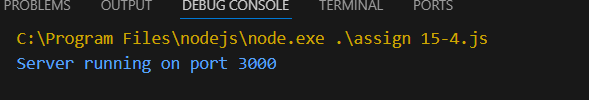 PROBLEMS OUTPUT DEBUG CONSOLE TERMINAL PORTS
C:\Program Files\nodejs\node.exe .\assign 15-4.js
Server running on port 3000